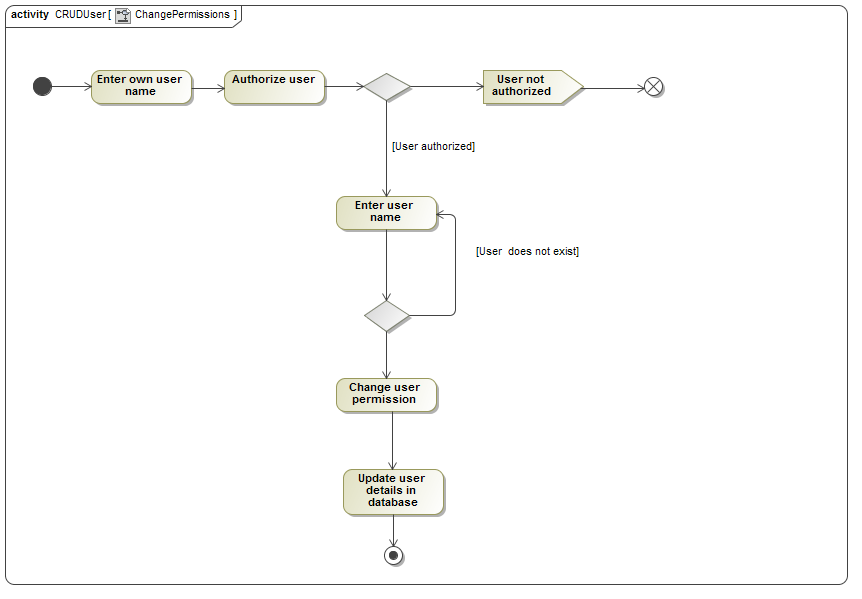 activity CRUDUser [ ChangePermissions ]
Enter own user
name
Authorize user
User not
authorized
[User authorized]
Enter user
name
[User  does not exist]
Change user
permission
Update user
details in
database